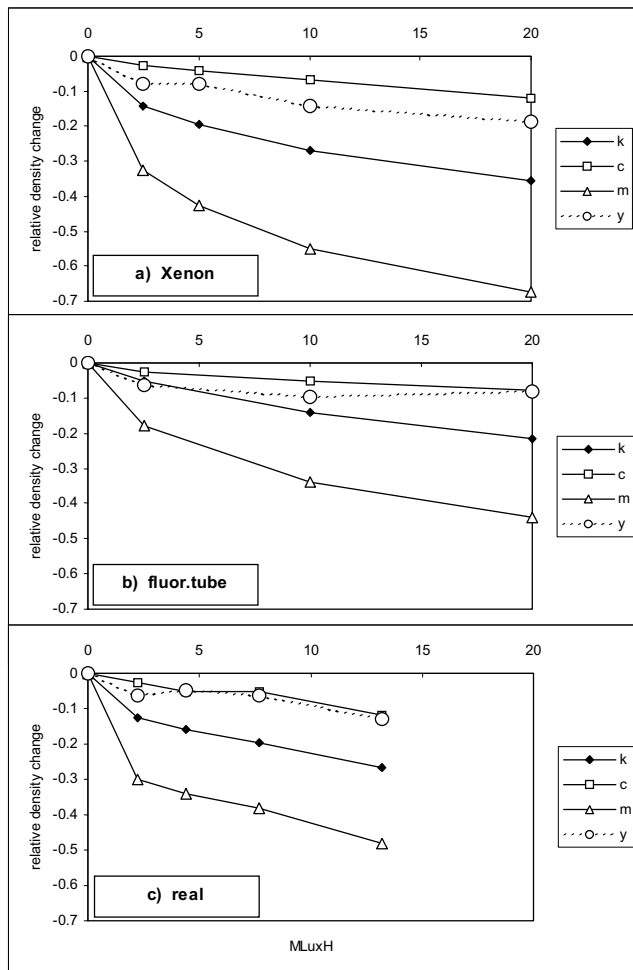 0 5 10 15 20
0
-0.1
-0.2
-0.3
-0.4
-0.5
-0.6
-0.7
relative density change
a) Xenon
k
c
m
y
0 5 10 15 20
0
-0.1
-0.2
-0.3
-0.4
-0.5
-0.6
-0.7
relative density change
b) fluor.tube
k
c
m
y
0 5 10 15 20
0
-0.1
-0.2
-0.3
-0.4
-0.5
-0.6
-0.7
relative density change
c) real
k
c
m
y
MLuxH